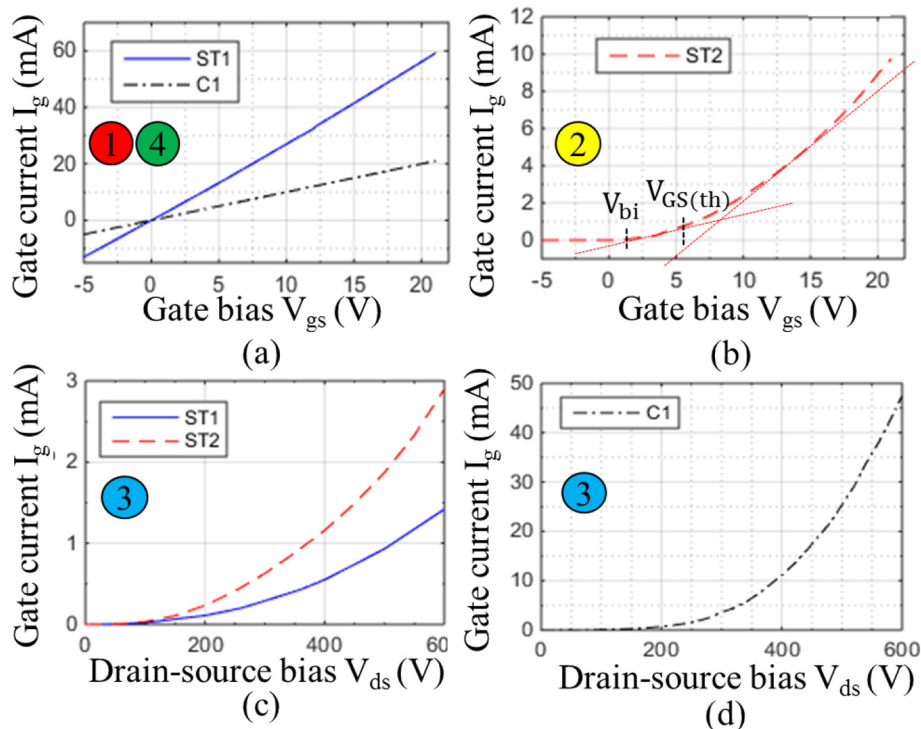 Gate current I_g (mA)
60
40
20
0
ST1
C1
1 4
-5 0 5 10 15 20
Gate bias V_gs (V)
(a)
Gate current I_g (mA)
12
10
8
6
4
2
0
ST2
2
V_bi
V_GS(th)
-5 0 5 10 15 20
Gate bias V_gs (V)
(b)
Gate current I_g (mA)
3
2
1
0
ST1
ST2
3
0 200 400 60
Drain-source bias V_ds (V)
(c)
Gate current I_g (mA)
50
40
30
20
10
0
C1
3
0 200 400 600
Drain-source bias V_ds (V)
(d)